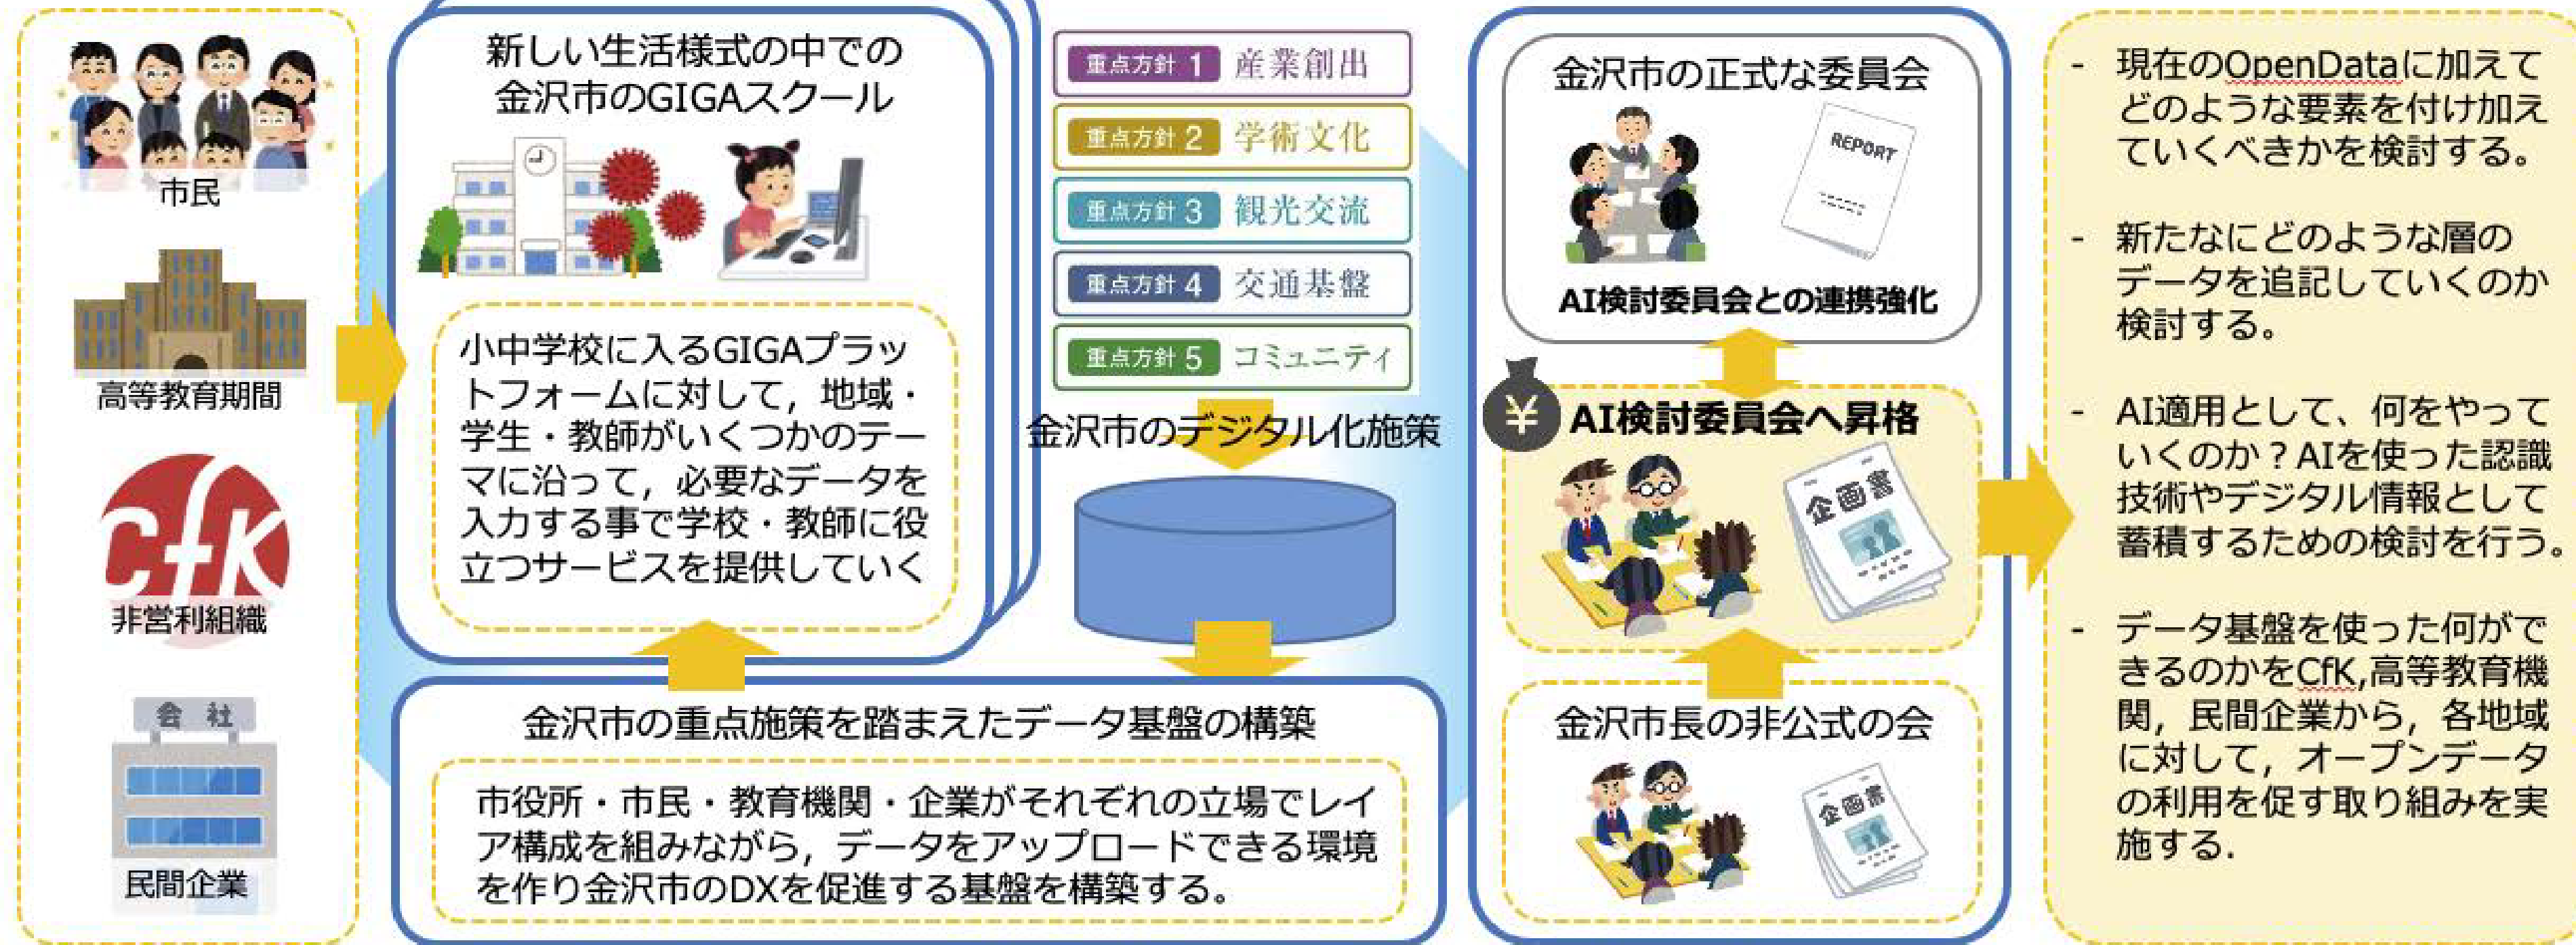 市民
高等教育期間
CfK
非営利組織
会 社
民間企業
新しい生活様式の中での
金沢市のGIGAスクール
小中学校に入るGIGAプラッ
トフォームに対して，地域・
学生・教師がいくつかのテー
マに沿って，必要なデータを
入力する事で学校・教師に役
立つサービスを提供していく
重点方針 1 産業創出
重点方針 2 学術文化
重点方針 3 観光交流
重点方針 4 交通基盤
重点方針 5 コミュニティ
金沢市のデジタル化施策
金沢市の重点施策を踏まえたデータ基盤の構築
市役所・市民・教育機関・企業がそれぞれの立場でレイ
ア構成を組みながら，データをアップロードできる環境
を作り金沢市のDXを促進する基盤を構築する。
金沢市の正式な委員会
REPORT
AI検討委員会との連携強化
¥
AI検討委員会へ昇格
企画書
金沢市長の非公式の会
企画書
- 現在のOpenDataに加えて
どのような要素を付け加え
ていくべきかを検討する。
- 新たなにどのような層の
データを追記していくのか
検討する。
- AI適用として、何をやって
いくのか？AIを使った認識
技術やデジタル情報として
蓄積するための検討を行う。
- データ基盤を使った何がで
きるのかをCfK,高等教育機
関，民間企業から，各地域
に対して，オープンデータ
の利用を促す取り組みを実
施する.